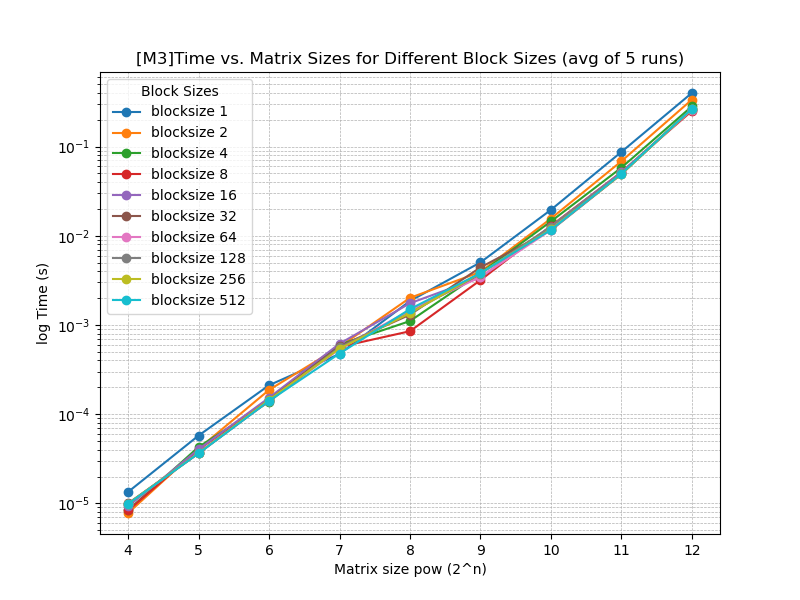 [M3]Time vs. Matrix Sizes for Different Block Sizes (avg of 5 runs)
Block Sizes
blocksize 1
blocksize 2
blocksize 4
blocksize 8
blocksize 16
blocksize 32
blocksize 64
blocksize 128
blocksize 256
blocksize 512
log Time (s)
10⁻¹
10⁻²
10⁻³
10⁻⁴
10⁻⁵
4 5 6 7 8 9 10 11 12
Matrix size pow (2^n)